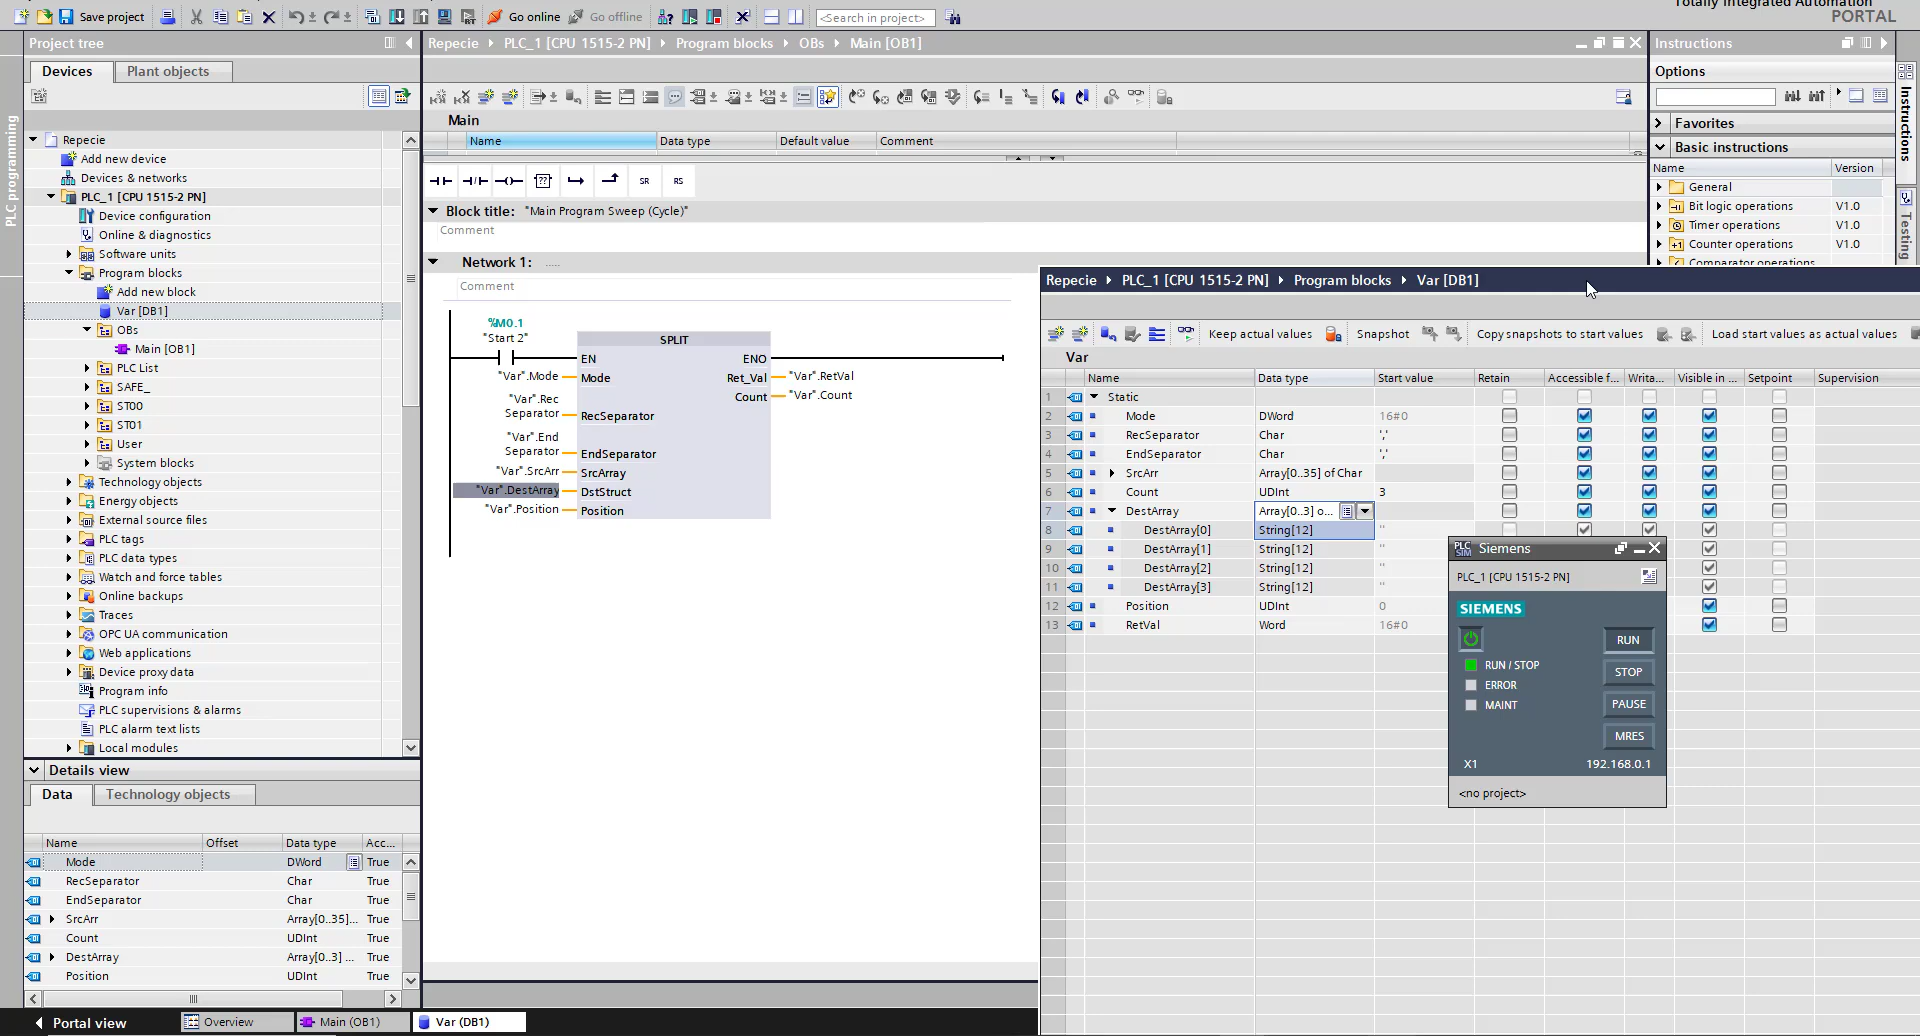 Totally Integrated Automation
PORTAL
Save project
Go online
Go offline
<Search in project>
Project tree
Devices
Plant objects
PLC programming
Repecie
Add new device
Devices & networks
PLC_1 [CPU 1515-2 PN]
Device configuration
Online & diagnostics
Software units
Program blocks
Add new block
Var [DB1]
OBs
Main [OB1]
PLC List
SAFE_
ST00
ST01
User
System blocks
Technology objects
Energy objects
External source files
PLC tags
PLC data types
Watch and force tables
Online backups
Traces
OPC UA communication
Web applications
Device proxy data
Program info
PLC supervisions & alarms
PLC alarm text lists
Local modules
Details view
Data
Technology objects
Name Offset Data type Acc...
Mode DWord True
RecSeparator Char True
EndSeparator Char True
SrcArr Array[0..35]... True
Count UDInt True
DestArray Array[0..3] ... True
Position UDInt True
Portal view
Overview
Main (OB1)
Var (DB1)
Repecie PLC_1 [CPU 1515-2 PN] Program blocks OBs Main [OB1]
Main
Name Data type Default value Comment
??
SR
RS
Block title: "Main Program Sweep (Cycle)"
Comment
Network 1: .....
Comment
%M0.1
"Start 2"
SPLIT
EN ENO
"Var".Mode Mode Ret_Val "Var".RetVal
Count "Var".Count
"Var".Rec
Separator RecSeparator
"Var".End
Separator EndSeparator
"Var".SrcArr SrcArray
"Var".DestArray DstStruct
"Var".Position Position
Instructions
Options
Favorites
Basic instructions
Name Version
General
Bit logic operations V1.0
Timer operations V1.0
Counter operations V1.0
Comparator operations
Instructions
Testing
Repecie PLC_1 [CPU 1515-2 PN] Program blocks Var [DB1]
Keep actual values Snapshot Copy snapshots to start values Load start values as actual values
Var
Name Data type Start value Retain Accessible f... Writa... Visible in ... Setpoint Supervision
1 Static
2 Mode DWord 16#0
3 RecSeparator Char ','
4 EndSeparator Char ','
5 SrcArr Array[0..35] of Char
6 Count UDInt 3
7 DestArray Array[0..3] o...
8 DestArray[0] String[12] ''
9 DestArray[1] String[12] ''
10 DestArray[2] String[12] ''
11 DestArray[3] String[12] ''
12 Position UDInt 0
13 RetVal Word 16#0
PLC SIM Siemens
PLC_1 [CPU 1515-2 PN]
SIEMENS
RUN
RUN / STOP
STOP
ERROR
MAINT
PAUSE
MRES
X1 192.168.0.1
<no project>